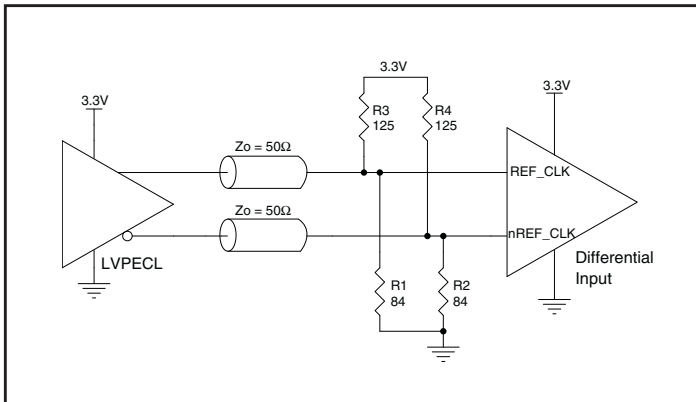 3.3V
3.3V
3.3V
R3
125
R4
125
Zo = 50Ω
REF_CLK
Zo = 50Ω
nREF_CLK
LVPECL
Differential
Input
R1
84
R2
84